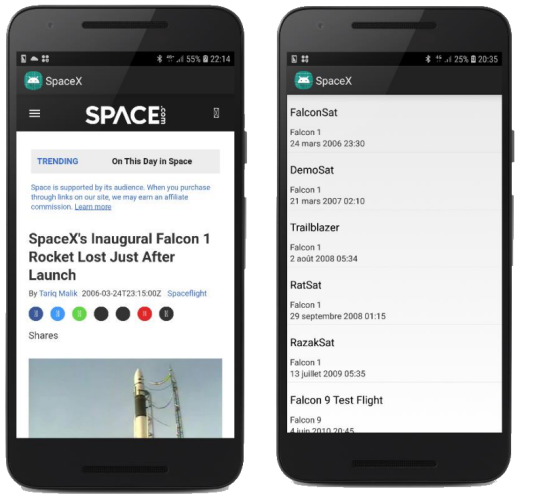 55% 22:14
SpaceX
SPACE.com
TRENDING On This Day in Space
Space is supported by its audience. When you purchase
through links on our site, we may earn an affiliate
commission. Learn more
SpaceX's Inaugural Falcon 1
Rocket Lost Just After
Launch
By Tariq Malik 2006-03-24T23:15:00Z Spaceflight
Shares
25% 20:35
SpaceX
FalconSat
Falcon 1
24 mars 2006 23:30
DemoSat
Falcon 1
21 mars 2007 02:10
Trailblazer
Falcon 1
2 août 2008 05:34
RatSat
Falcon 1
29 septembre 2008 01:15
RazakSat
Falcon 1
13 juillet 2009 05:35
Falcon 9 Test Flight
Falcon 9
4 juin 2010 20:45